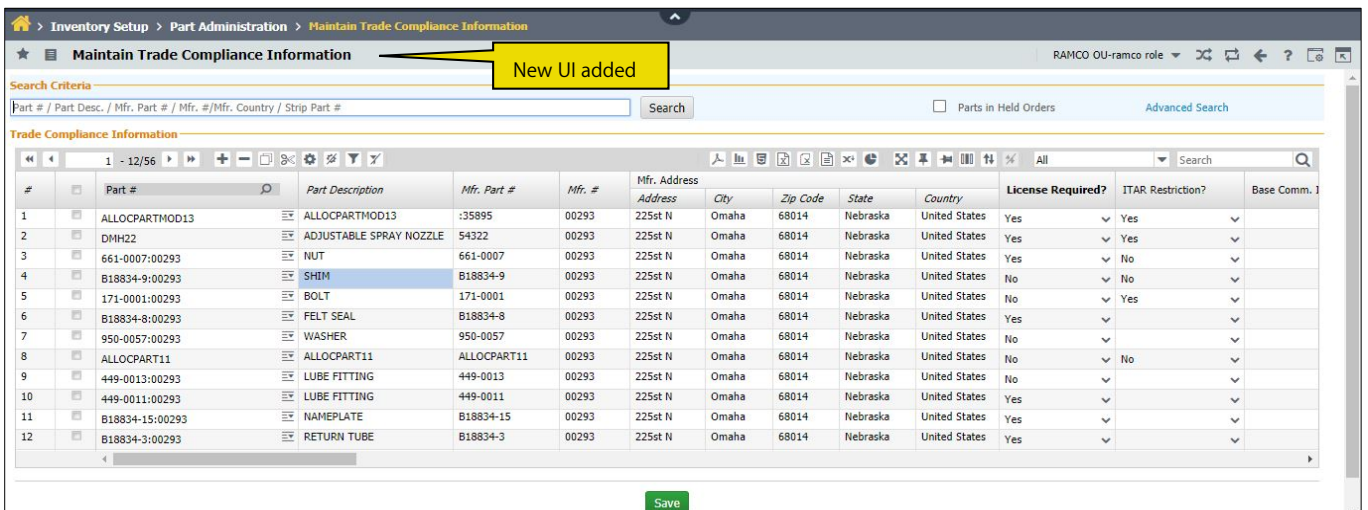 > Inventory Setup > Part Administration > Maintain Trade Compliance Information
Maintain Trade Compliance Information
New UI added
RAMCO OU-ramco role
?
Search Criteria
Part # / Part Desc. / Mfr. Part # / Mfr. #/Mfr. Country / Strip Part #
Search
Parts in Held Orders
Advanced Search
Trade Compliance Information
1 - 12/56
All
Search
# Part # Part Description Mfr. Part # Mfr. # Mfr. Address License Required? ITAR Restriction? Base Comm. I
Address City Zip Code State Country
1 ALLOCPARTMOD13 ALLOCPARTMOD13 :35895 00293 225st N Omaha 68014 Nebraska United States Yes Yes
2 DMH22 ADJUSTABLE SPRAY NOZZLE 54322 00293 225st N Omaha 68014 Nebraska United States Yes Yes
3 661-0007:00293 NUT 661-0007 00293 225st N Omaha 68014 Nebraska United States Yes No
4 B18834-9:00293 SHIM B18834-9 00293 225st N Omaha 68014 Nebraska United States No No
5 171-0001:00293 BOLT 171-0001 00293 225st N Omaha 68014 Nebraska United States No Yes
6 B18834-8:00293 FELT SEAL B18834-8 00293 225st N Omaha 68014 Nebraska United States Yes
7 950-0057:00293 WASHER 950-0057 00293 225st N Omaha 68014 Nebraska United States No
8 ALLOCPART11 ALLOCPART11 ALLOCPART11 00293 225st N Omaha 68014 Nebraska United States No No
9 449-0013:00293 LUBE FITTING 449-0013 00293 225st N Omaha 68014 Nebraska United States No
10 449-0011:00293 LUBE FITTING 449-0011 00293 225st N Omaha 68014 Nebraska United States Yes
11 B18834-15:00293 NAMEPLATE B18834-15 00293 225st N Omaha 68014 Nebraska United States Yes
12 B18834-3:00293 RETURN TUBE B18834-3 00293 225st N Omaha 68014 Nebraska United States Yes
Save